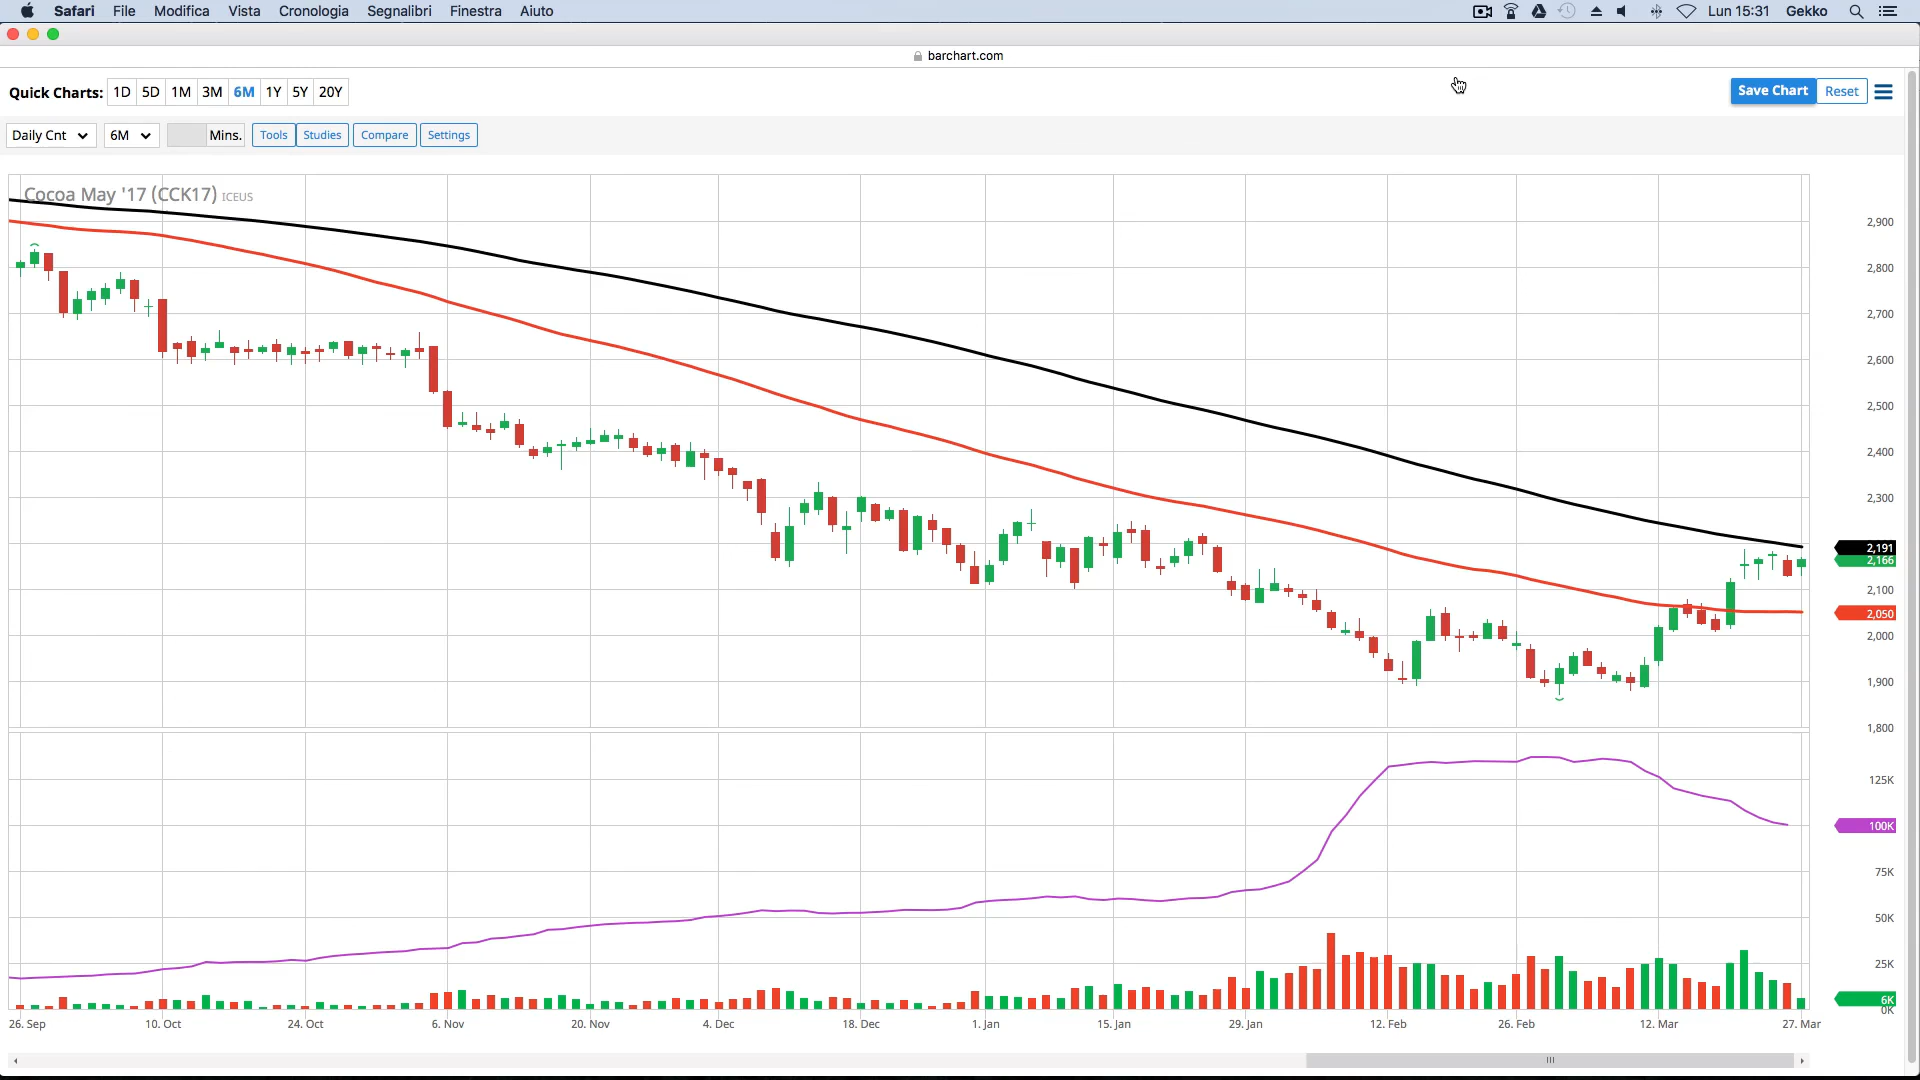 Safari File Modifica Vista Cronologia Segnalibri Finestra Aiuto Lun 15:31 Gekko
barchart.com
Quick Charts: 1D 5D 1M 3M 6M 1Y 5Y 20Y Save Chart Reset
Daily Cnt 6M Mins. Tools Studies Compare Settings
Cocoa May '17 (CCK17) ICEUS
2,900
2,800
2,700
2,600
2,500
2,400
2,300
2,191
2,166
2,100
2,050
2,000
1,900
1,800
125K
100K
75K
50K
25K
6K
0K
26. Sep 10. Oct 24. Oct 6. Nov 20. Nov 4. Dec 18. Dec 1. Jan 15. Jan 29. Jan 12. Feb 26. Feb 12. Mar 27. Mar